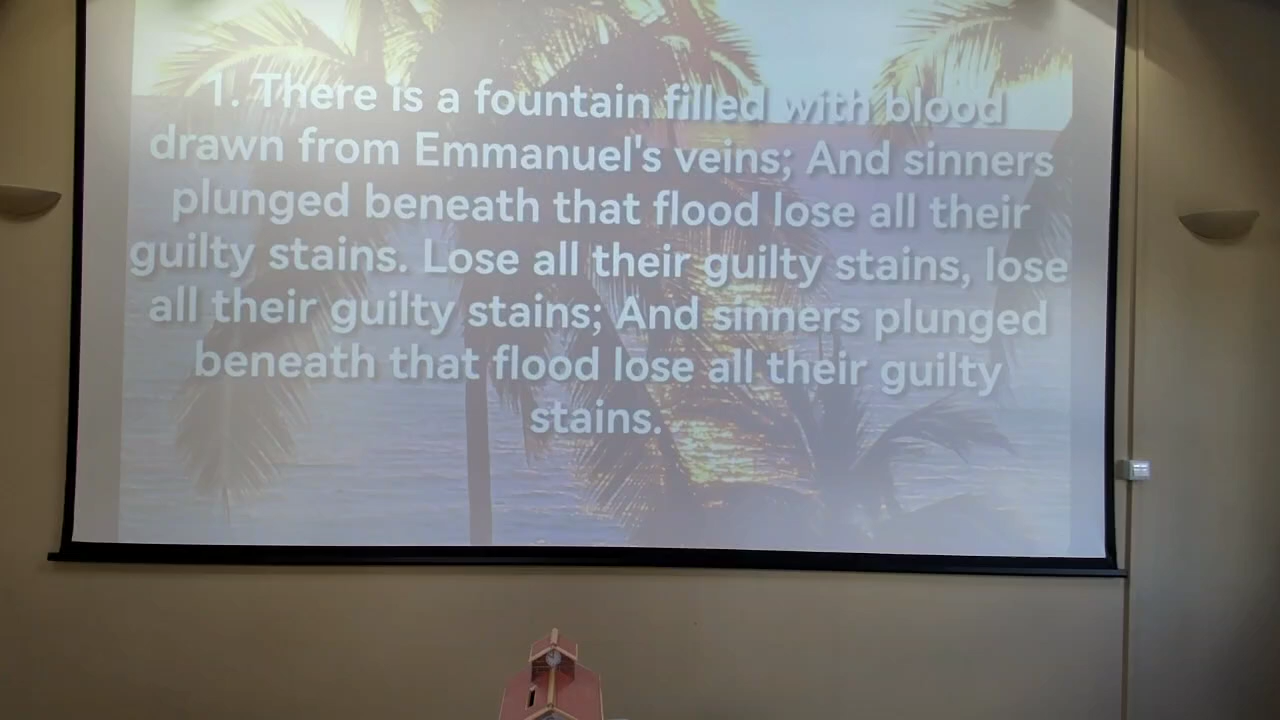 1. There is a fountain filled with blood
drawn from Emmanuel's veins; And sinners
plunged beneath that flood lose all their
guilty stains. Lose all their guilty stains, lose
all their guilty stains; And sinners plunged
beneath that flood lose all their guilty
stains.